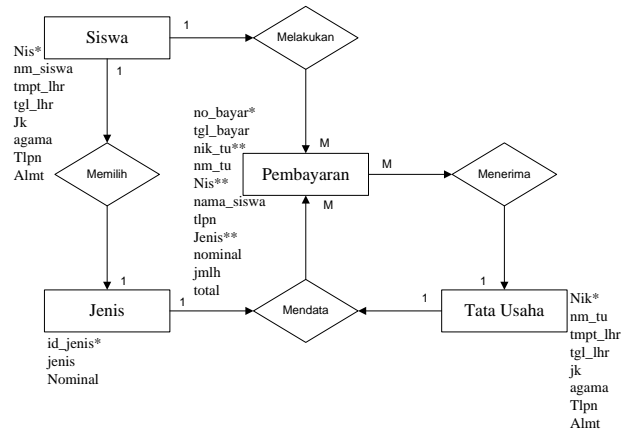 Siswa
1
Melakukan
Nis*
nm_siswa
tmpt_lhr
tgl_lhr
Jk
agama
Tlpn
Almt
1
Memilih
no_bayar*
tgl_bayar
nik_tu**
nm_tu
Nis**
nama_siswa
tlpn
Jenis**
nominal
jmlh
total
M
Pembayaran
M
M
Menerima
1
Jenis
1
id_jenis*
jenis
Nominal
Mendata
1
1
Tata Usaha
Nik*
nm_tu
tmpt_lhr
tgl_lhr
jk
agama
Tlpn
Almt